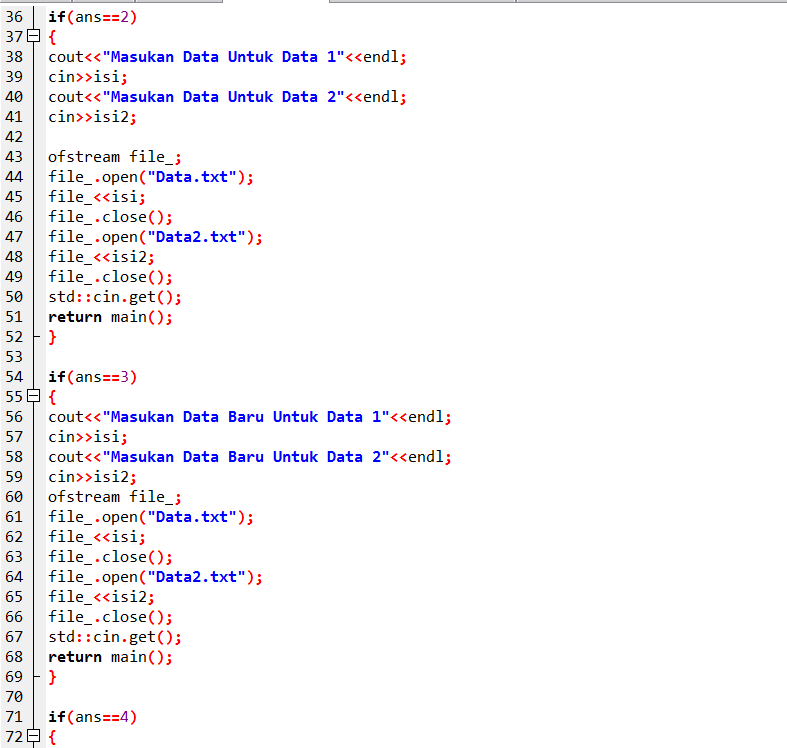 36 if(ans==2)
37 {
38 cout<<"Masukan Data Untuk Data 1"<<endl;
39 cin>>isi;
40 cout<<"Masukan Data Untuk Data 2"<<endl;
41 cin>>isi2;
42
43 ofstream file_;
44 file_.open("Data.txt");
45 file_<<isi;
46 file_.close();
47 file_.open("Data2.txt");
48 file_<<isi2;
49 file_.close();
50 std::cin.get();
51 return main();
52 }
53
54 if(ans==3)
55 {
56 cout<<"Masukan Data Baru Untuk Data 1"<<endl;
57 cin>>isi;
58 cout<<"Masukan Data Baru Untuk Data 2"<<endl;
59 cin>>isi2;
60 ofstream file_;
61 file_.open("Data.txt");
62 file_<<isi;
63 file_.close();
64 file_.open("Data2.txt");
65 file_<<isi2;
66 file_.close();
67 std::cin.get();
68 return main();
69 }
70
71 if(ans==4)
72 {